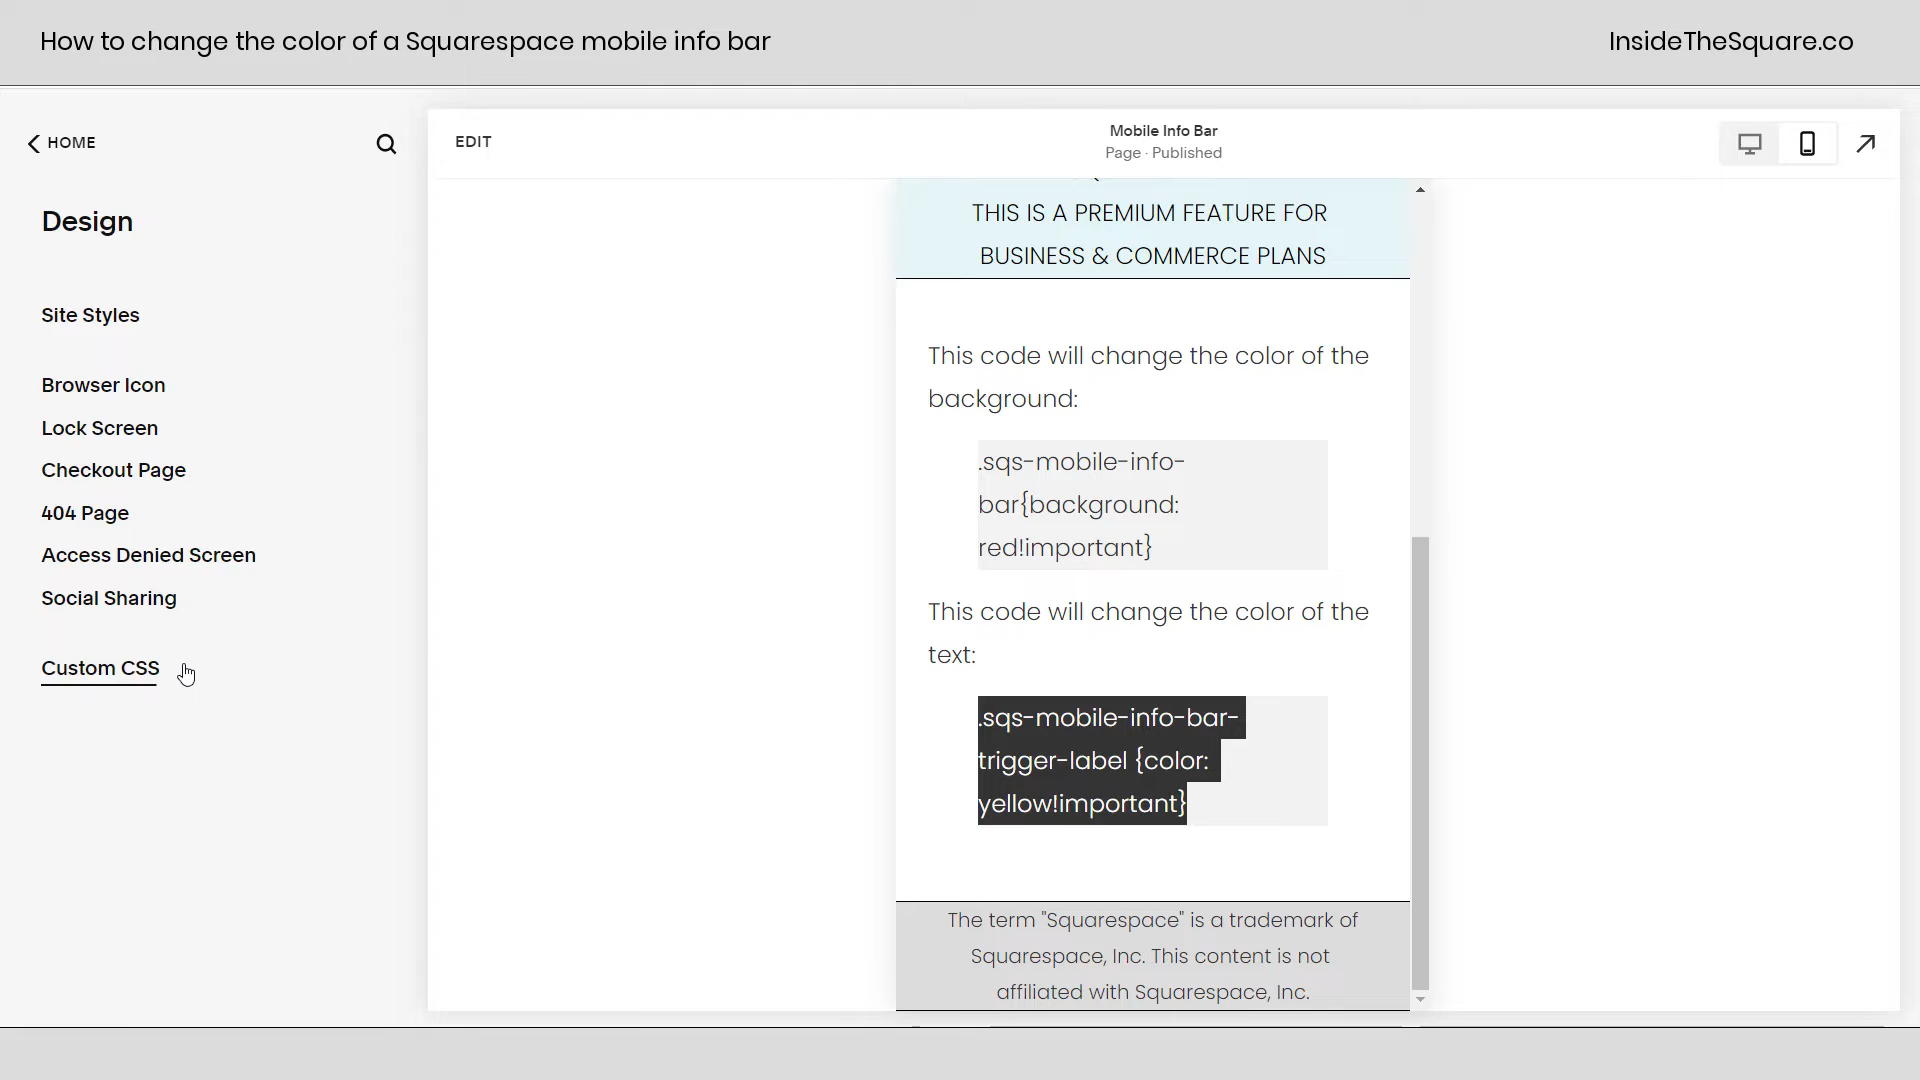 How to change the color of a Squarespace mobile info bar
InsideTheSquare.co
HOME
Design
Site Styles
Browser Icon
Lock Screen
Checkout Page
404 Page
Access Denied Screen
Social Sharing
Custom CSS
EDIT
Mobile Info Bar
Page · Published
THIS IS A PREMIUM FEATURE FOR
BUSINESS & COMMERCE PLANS
This code will change the color of the
background:
.sqs-mobile-info-
bar{background:
red!important}
This code will change the color of the
text:
.sqs-mobile-info-bar-
trigger-label {color:
yellow!important}
The term "Squarespace" is a trademark of
Squarespace, Inc. This content is not
affiliated with Squarespace, Inc.